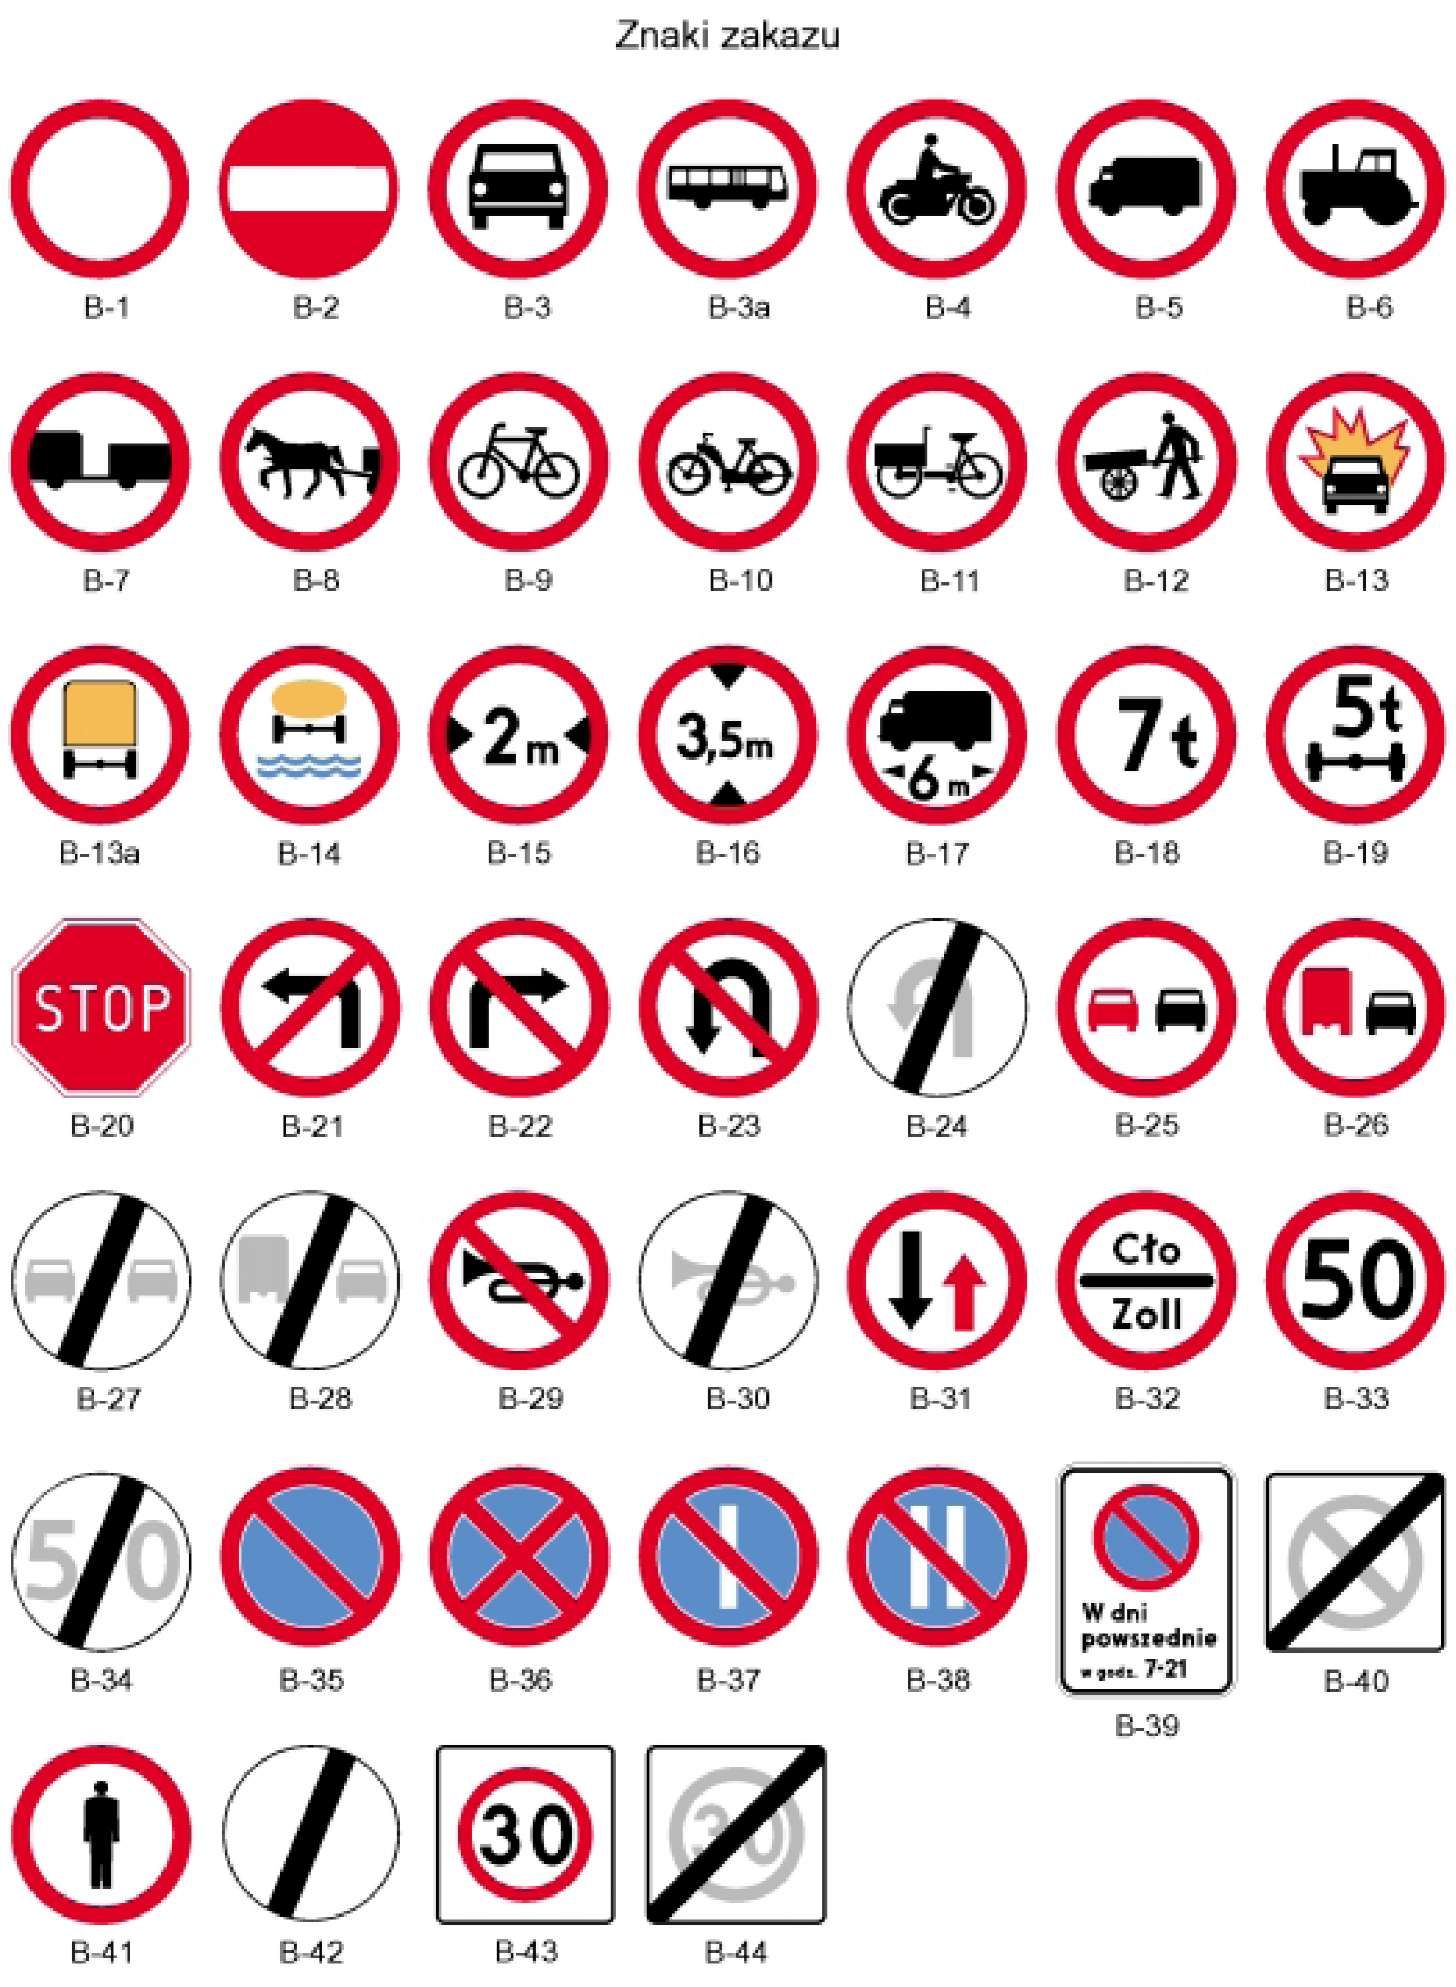 Znaki zakazu
B-1 B-2 B-3 B-3a B-4 B-5 B-6
B-7 B-8 B-9 B-10 B-11 B-12 B-13
2m 3,5m 6 m 7t 5t
B-13a B-14 B-15 B-16 B-17 B-18 B-19
STOP
B-20 B-21 B-22 B-23 B-24 B-25 B-26
Cło
Zoll
50
B-27 B-28 B-29 B-30 B-31 B-32 B-33
50
W dni
powszednie
w godz. 7-21
B-34 B-35 B-36 B-37 B-38 B-39 B-40
30 30
B-41 B-42 B-43 B-44